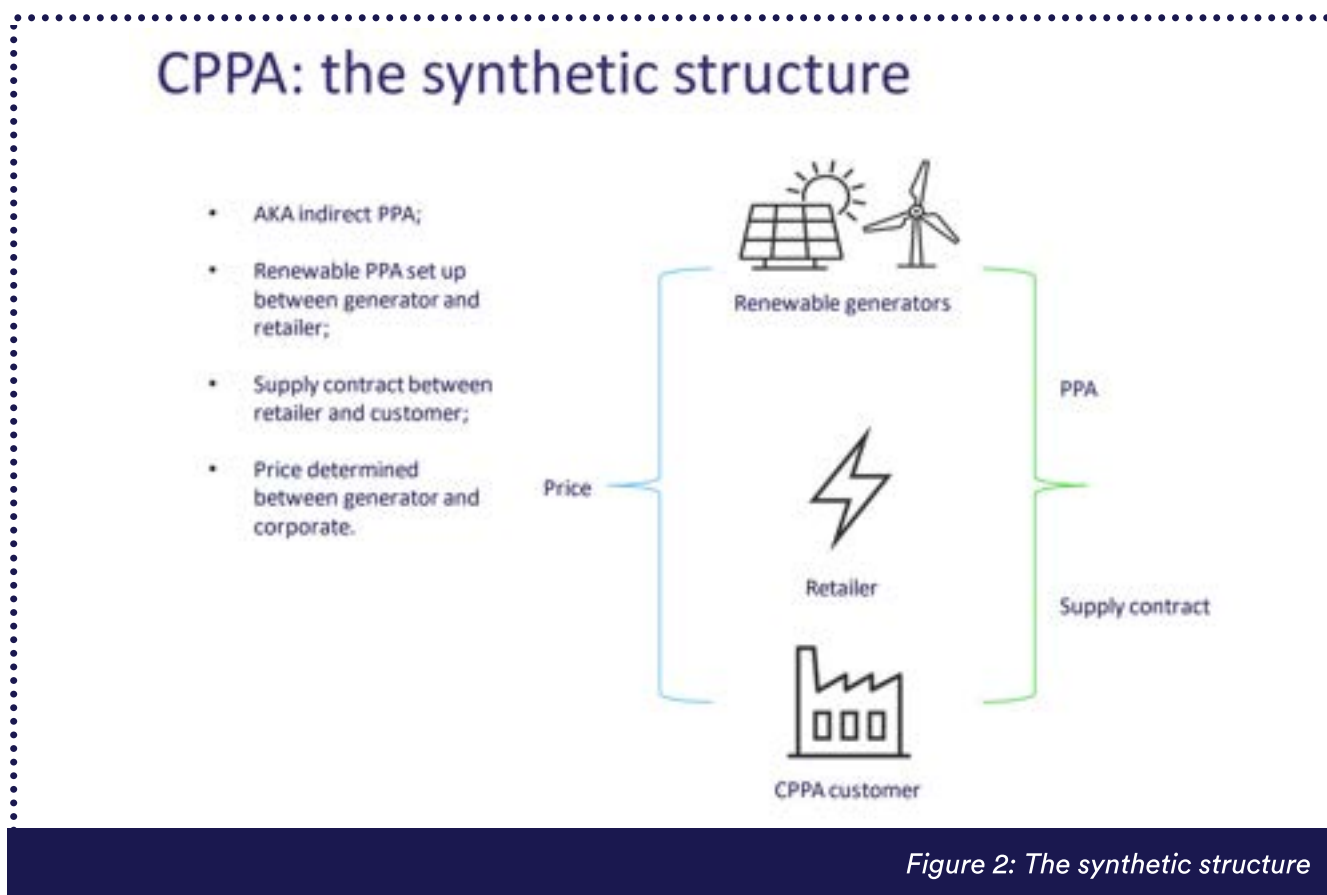 CPPA: the synthetic structure
• AKA indirect PPA;
• Renewable PPA set up
between generator and
retailer;
• Supply contract between
retailer and customer;
• Price determined
between generator and
corporate.
Renewable generators
PPA
Price
Retailer
Supply contract
CPPA customer
Figure 2: The synthetic structure